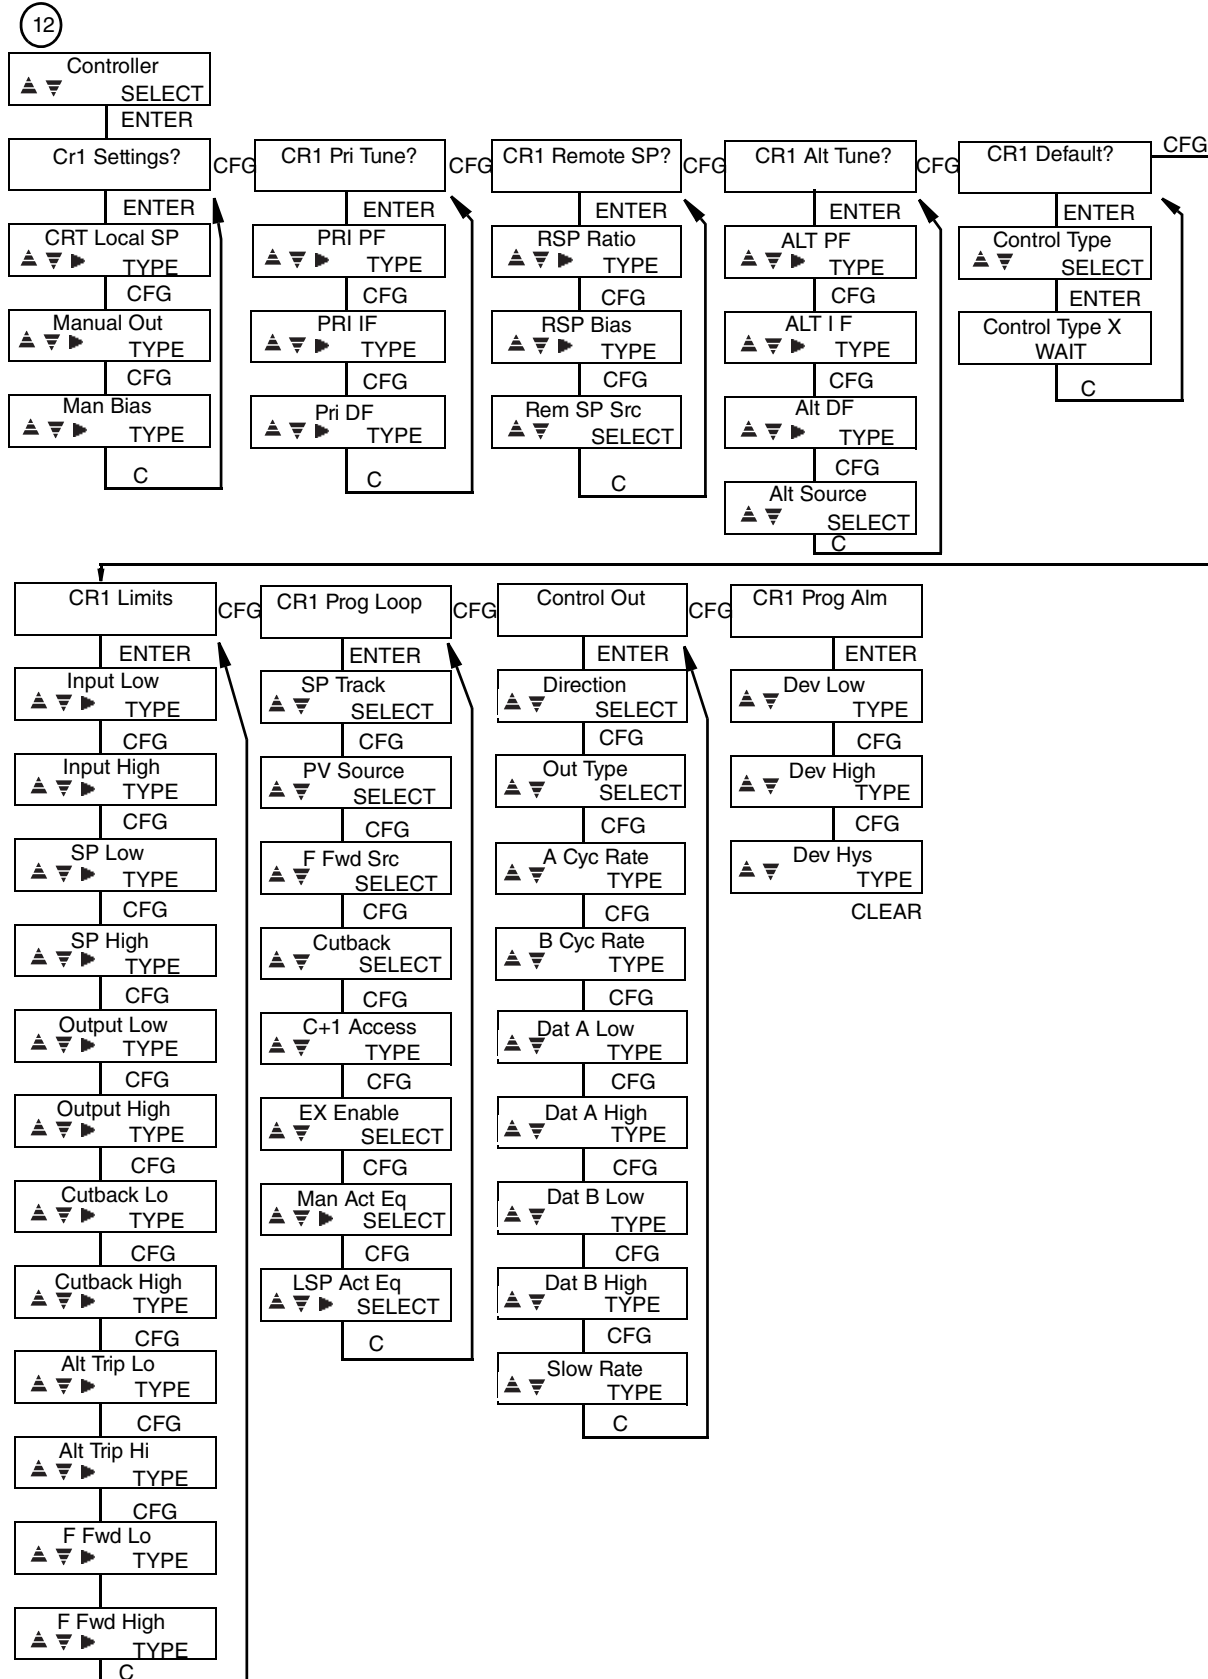 12
Controller
SELECT
ENTER
Cr1 Settings?
CFG
CR1 Pri Tune?
CFG
CR1 Remote SP?
CFG
CR1 Alt Tune?
CFG
CR1 Default?
CFG
ENTER
CRT Local SP
TYPE
CFG
Manual Out
TYPE
CFG
Man Bias
TYPE
C
ENTER
PRI PF
TYPE
CFG
PRI IF
TYPE
CFG
Pri DF
TYPE
C
ENTER
RSP Ratio
TYPE
CFG
RSP Bias
TYPE
CFG
Rem SP Src
SELECT
C
ENTER
ALT PF
TYPE
CFG
ALT I F
TYPE
CFG
Alt DF
TYPE
CFG
Alt Source
SELECT
C
ENTER
Control Type
SELECT
ENTER
Control Type X
WAIT
C
CR1 Limits
CFG
CR1 Prog Loop
CFG
Control Out
CFG
CR1 Prog Alm
ENTER
Input Low
TYPE
CFG
Input High
TYPE
CFG
SP Low
TYPE
CFG
SP High
TYPE
CFG
Output Low
TYPE
CFG
Output High
TYPE
CFG
Cutback Lo
TYPE
CFG
Cutback High
TYPE
CFG
Alt Trip Lo
TYPE
CFG
Alt Trip Hi
TYPE
CFG
F Fwd Lo
TYPE
F Fwd High
TYPE
C
ENTER
SP Track
SELECT
CFG
PV Source
SELECT
CFG
F Fwd Src
SELECT
CFG
Cutback
SELECT
CFG
C+1 Access
TYPE
CFG
EX Enable
SELECT
CFG
Man Act Eq
SELECT
CFG
LSP Act Eq
SELECT
C
ENTER
Direction
SELECT
CFG
Out Type
SELECT
CFG
A Cyc Rate
TYPE
CFG
B Cyc Rate
TYPE
CFG
Dat A Low
TYPE
CFG
Dat A High
TYPE
CFG
Dat B Low
TYPE
CFG
Dat B High
TYPE
CFG
Slow Rate
TYPE
C
ENTER
Dev Low
TYPE
CFG
Dev High
TYPE
CFG
Dev Hys
TYPE
CLEAR